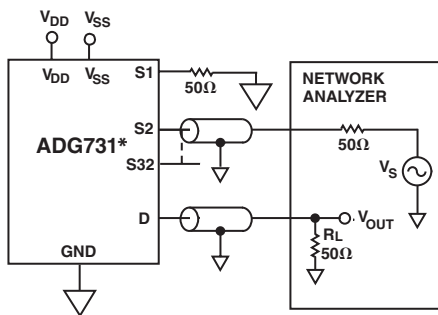 VDD VSS
VDD VSS
S1
50Ω
NETWORK
ANALYZER
S2
50Ω
VS
ADG731*
S32
D
VOUT
RL
50Ω
GND